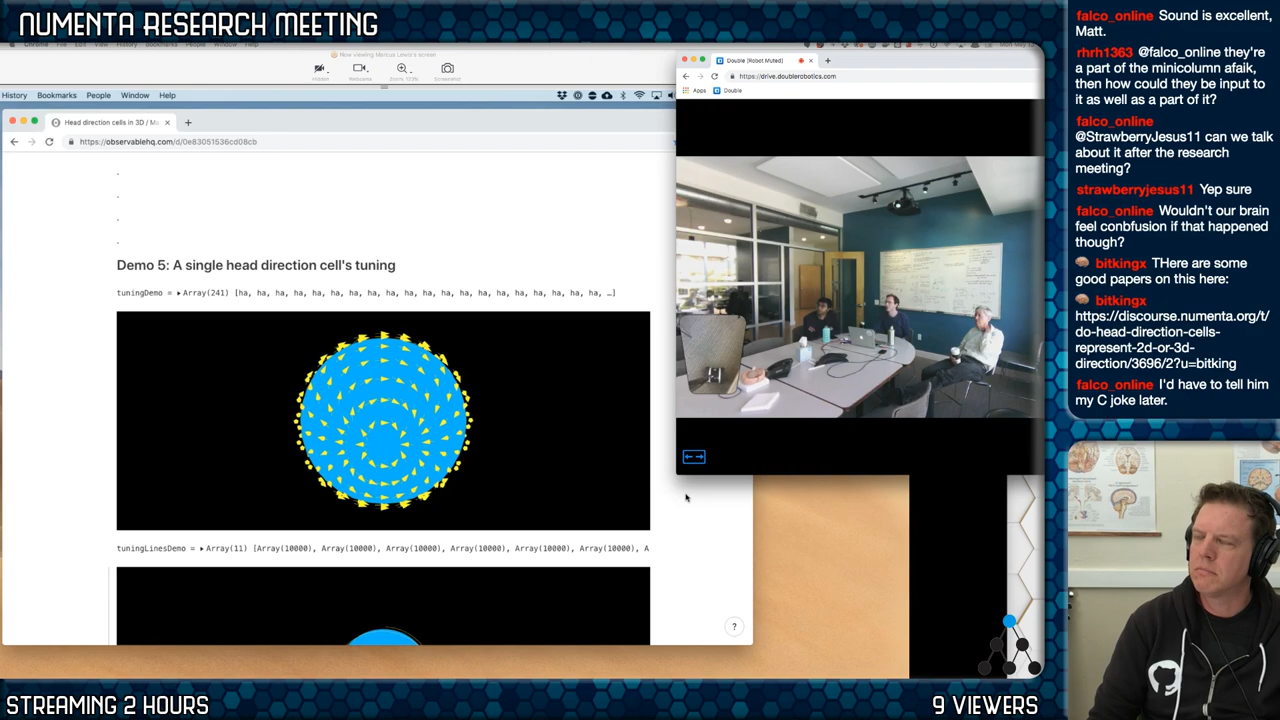 NUMENTA RESEARCH MEETING
Now viewing Marcus Lewis's screen
History Bookmarks People Window Help
Head direction cells in 3D / Ma
https://observablehq.com/d/0e83051536cd08cb
Demo 5: A single head direction cell's tuning
tuningDemo = ▸Array(241) [ha, ha, ha, ha, ha, ha, ha, ha, ha, ha, ha, ha, ha, ha, ha, ha, ha, ha, ha, ha, …]
tuningLinesDemo = ▸Array(11) [Array(10000), Array(10000), Array(10000), Array(10000), Array(10000), Array(10000), A
?
Double (Robot Muted)
https://drive.doublerobotics.com
Apps Double
falco_online Sound is excellent,
Matt.
rhrh1363 @falco_online they're
a part of the minicolumn afaik,
then how could they be input
to it as well as a part of it?
falco_online
@StrawberryJesus11 can we talk
about it after the research
meeting?
strawberryjesus11 Yep sure
falco_online Wouldn't our brain
feel conbfusion if that happened
though?
bitkingx THere are some
good papers on this here:
bitkingx
https://discourse.numenta.org/t/
do-head-direction-cells-
represent-2d-or-3d-
direction/3696/2?u=bitking
falco_online I'd have to tell him
my C joke later.
STREAMING 2 HOURS
9 VIEWERS